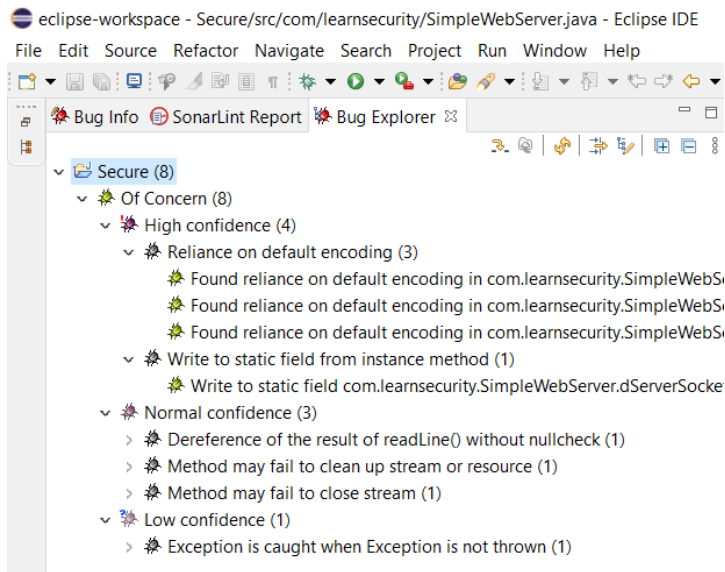 eclipse-workspace - Secure/src/com/learnsecurity/SimpleWebServer.java - Eclipse IDE
File Edit Source Refactor Navigate Search Project Run Window Help
Bug Info SonarLint Report Bug Explorer
Secure (8)
Of Concern (8)
High confidence (4)
Reliance on default encoding (3)
Found reliance on default encoding in com.learnsecurity.SimpleWebSe
Found reliance on default encoding in com.learnsecurity.SimpleWebSe
Found reliance on default encoding in com.learnsecurity.SimpleWebSe
Write to static field from instance method (1)
Write to static field com.learnsecurity.SimpleWebServer.dServerSocket
Normal confidence (3)
Dereference of the result of readLine() without nullcheck (1)
Method may fail to clean up stream or resource (1)
Method may fail to close stream (1)
Low confidence (1)
Exception is caught when Exception is not thrown (1)